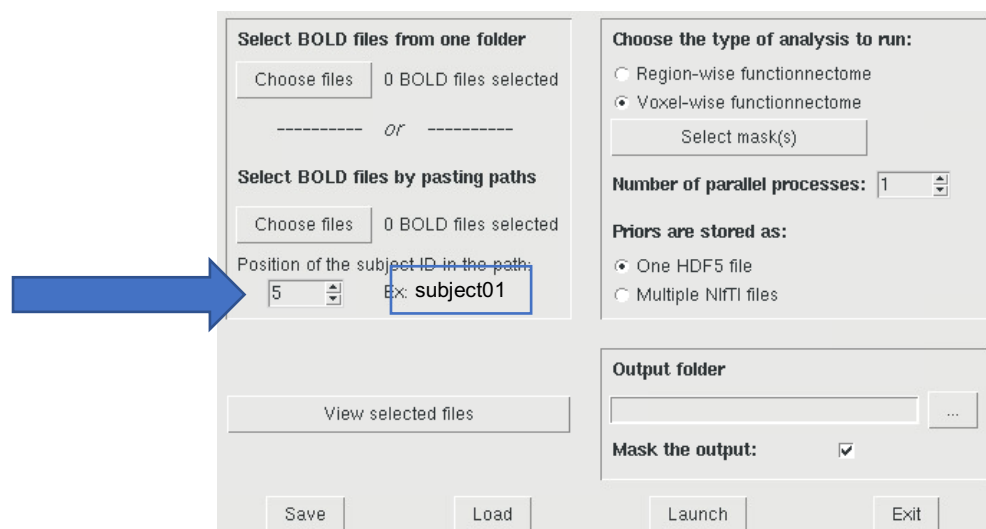 Select BOLD files from one folder
Choose files
0 BOLD files selected
---------- or ----------
Select BOLD files by pasting paths
Choose files
0 BOLD files selected
Position of the subject ID in the path:
5
Ex: subject01
View selected files
Choose the type of analysis to run:
Region-wise functionnectome
Voxel-wise functionnectome
Select mask(s)
Number of parallel processes: 1
Priors are stored as:
One HDF5 file
Multiple NIfTI files
Output folder
...
Mask the output:
Save
Load
Launch
Exit